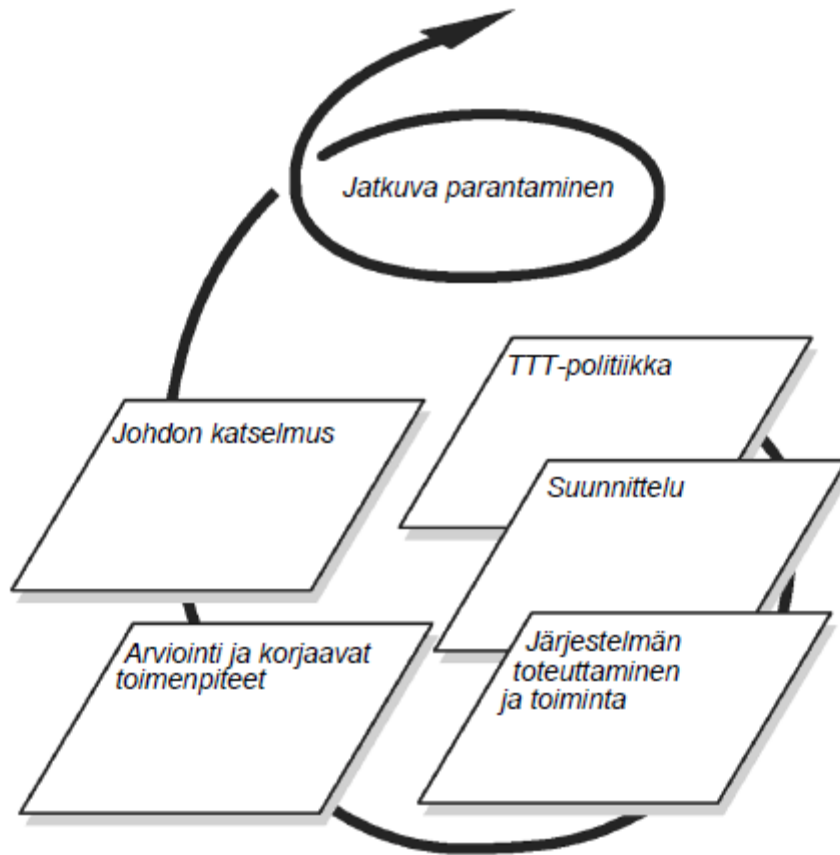 Jatkuva parantaminen
TTT-politiikka
Suunnittelu
Järjestelmän
toteuttaminen
ja toiminta
Arviointi ja korjaavat
toimenpiteet
Johdon katselmus